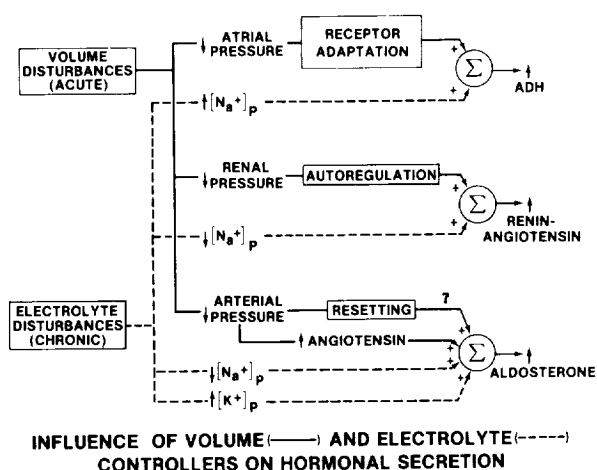 VOLUME
DISTURBANCES
(ACUTE)
↓ ATRIAL
PRESSURE
RECEPTOR
ADAPTATION
+
+
Σ
↑
ADH
↑[Na+]p
↓ RENAL
PRESSURE
AUTOREGULATION
+
+
Σ
↑
RENIN-
ANGIOTENSIN
↓[Na+]p
ELECTROLYTE
DISTURBANCES
(CHRONIC)
↓ ARTERIAL
PRESSURE
RESETTING
?
↑ ANGIOTENSIN
+
+
+
+
Σ
↑
ALDOSTERONE
↓[Na+]p
↑[K+]p
INFLUENCE OF VOLUME(——) AND ELECTROLYTE(----)
CONTROLLERS ON HORMONAL SECRETION